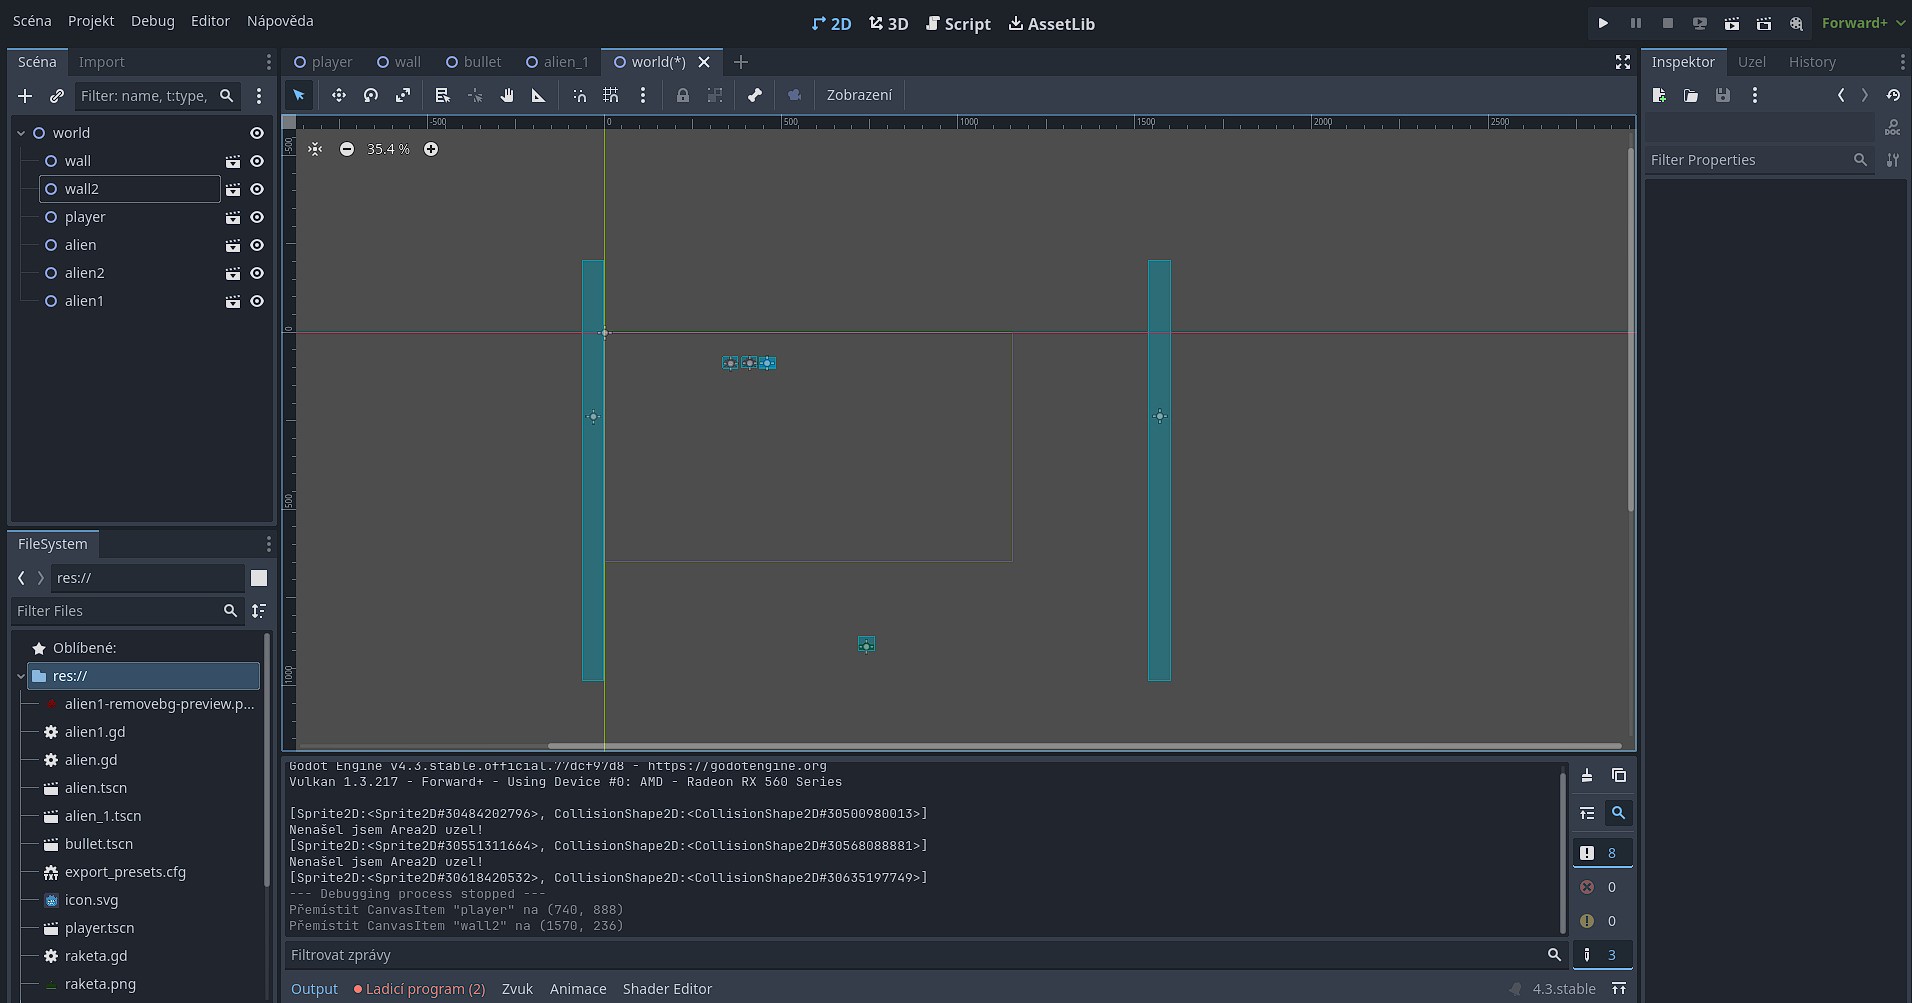 Scéna Projekt Debug Editor Nápověda
2D 3D Script AssetLib
Forward+
Scéna Import
player wall bullet alien_1 world(*)
Inspektor Uzel History
Filter: name, t:type,
Zobrazení
world
wall
wall2
player
alien
alien2
alien1
-500 0 500 1000 1500 2000 2500
-500
0
500
1000
35.4 %
DOC
Filter Properties
FileSystem
res://
Filter Files
Oblíbené:
res://
alien1-removebg-preview.p...
alien1.gd
alien.gd
alien.tscn
alien_1.tscn
bullet.tscn
export_presets.cfg
icon.svg
player.tscn
raketa.gd
raketa.png
Godot Engine v4.3.stable.official.77dcf97d8 - https://godotengine.org
Vulkan 1.3.217 - Forward+ - Using Device #0: AMD - Radeon RX 560 Series
[Sprite2D:<Sprite2D#30484202796>, CollisionShape2D:<CollisionShape2D#30500980013>]
Nenašel jsem Area2D uzel!
[Sprite2D:<Sprite2D#30551311664>, CollisionShape2D:<CollisionShape2D#30568088881>]
Nenašel jsem Area2D uzel!
[Sprite2D:<Sprite2D#30618420532>, CollisionShape2D:<CollisionShape2D#30635197749>]
--- Debugging process stopped ---
Přemístit CanvasItem "player" na (740, 888)
Přemístit CanvasItem "wall2" na (1570, 236)
8
0
0
3
Filtrovat zprávy
Output Ladicí program (2) Zvuk Animace Shader Editor
4.3.stable